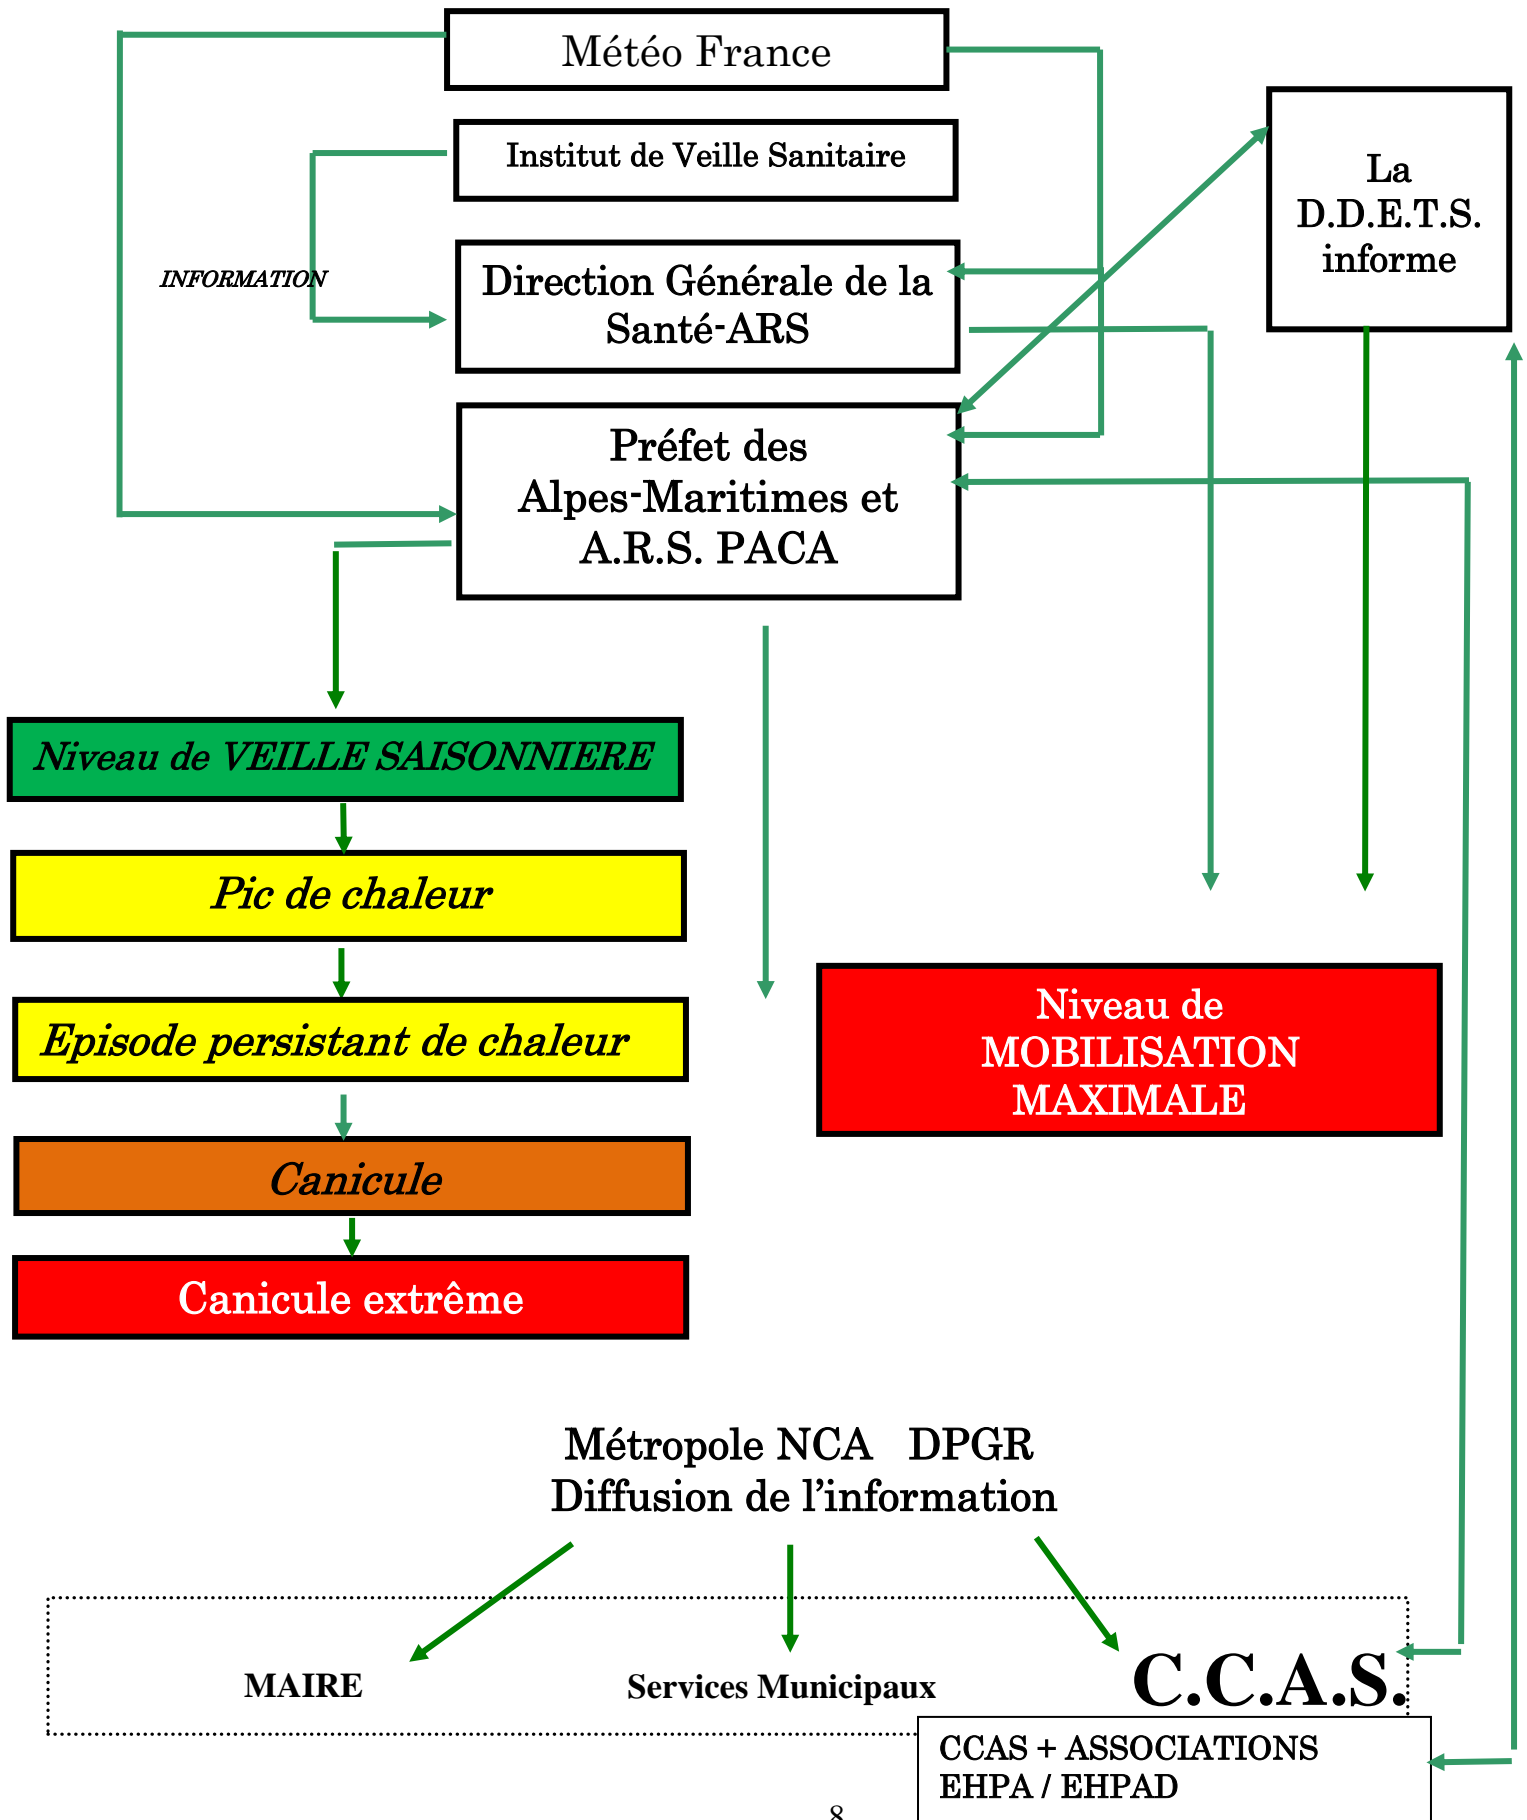 Météo France
Institut de Veille Sanitaire
La
D.D.E.T.S.
informe
INFORMATION
Direction Générale de la
Santé-ARS
Préfet des
Alpes-Maritimes et
A.R.S. PACA
Niveau de VEILLE SAISONNIERE
Pic de chaleur
Episode persistant de chaleur
Niveau de
MOBILISATION
MAXIMALE
Canicule
Canicule extrême
Métropole NCA DPGR
Diffusion de l’information
MAIRE
Services Municipaux
C.C.A.S.
CCAS + ASSOCIATIONS
EHPA / EHPAD
8